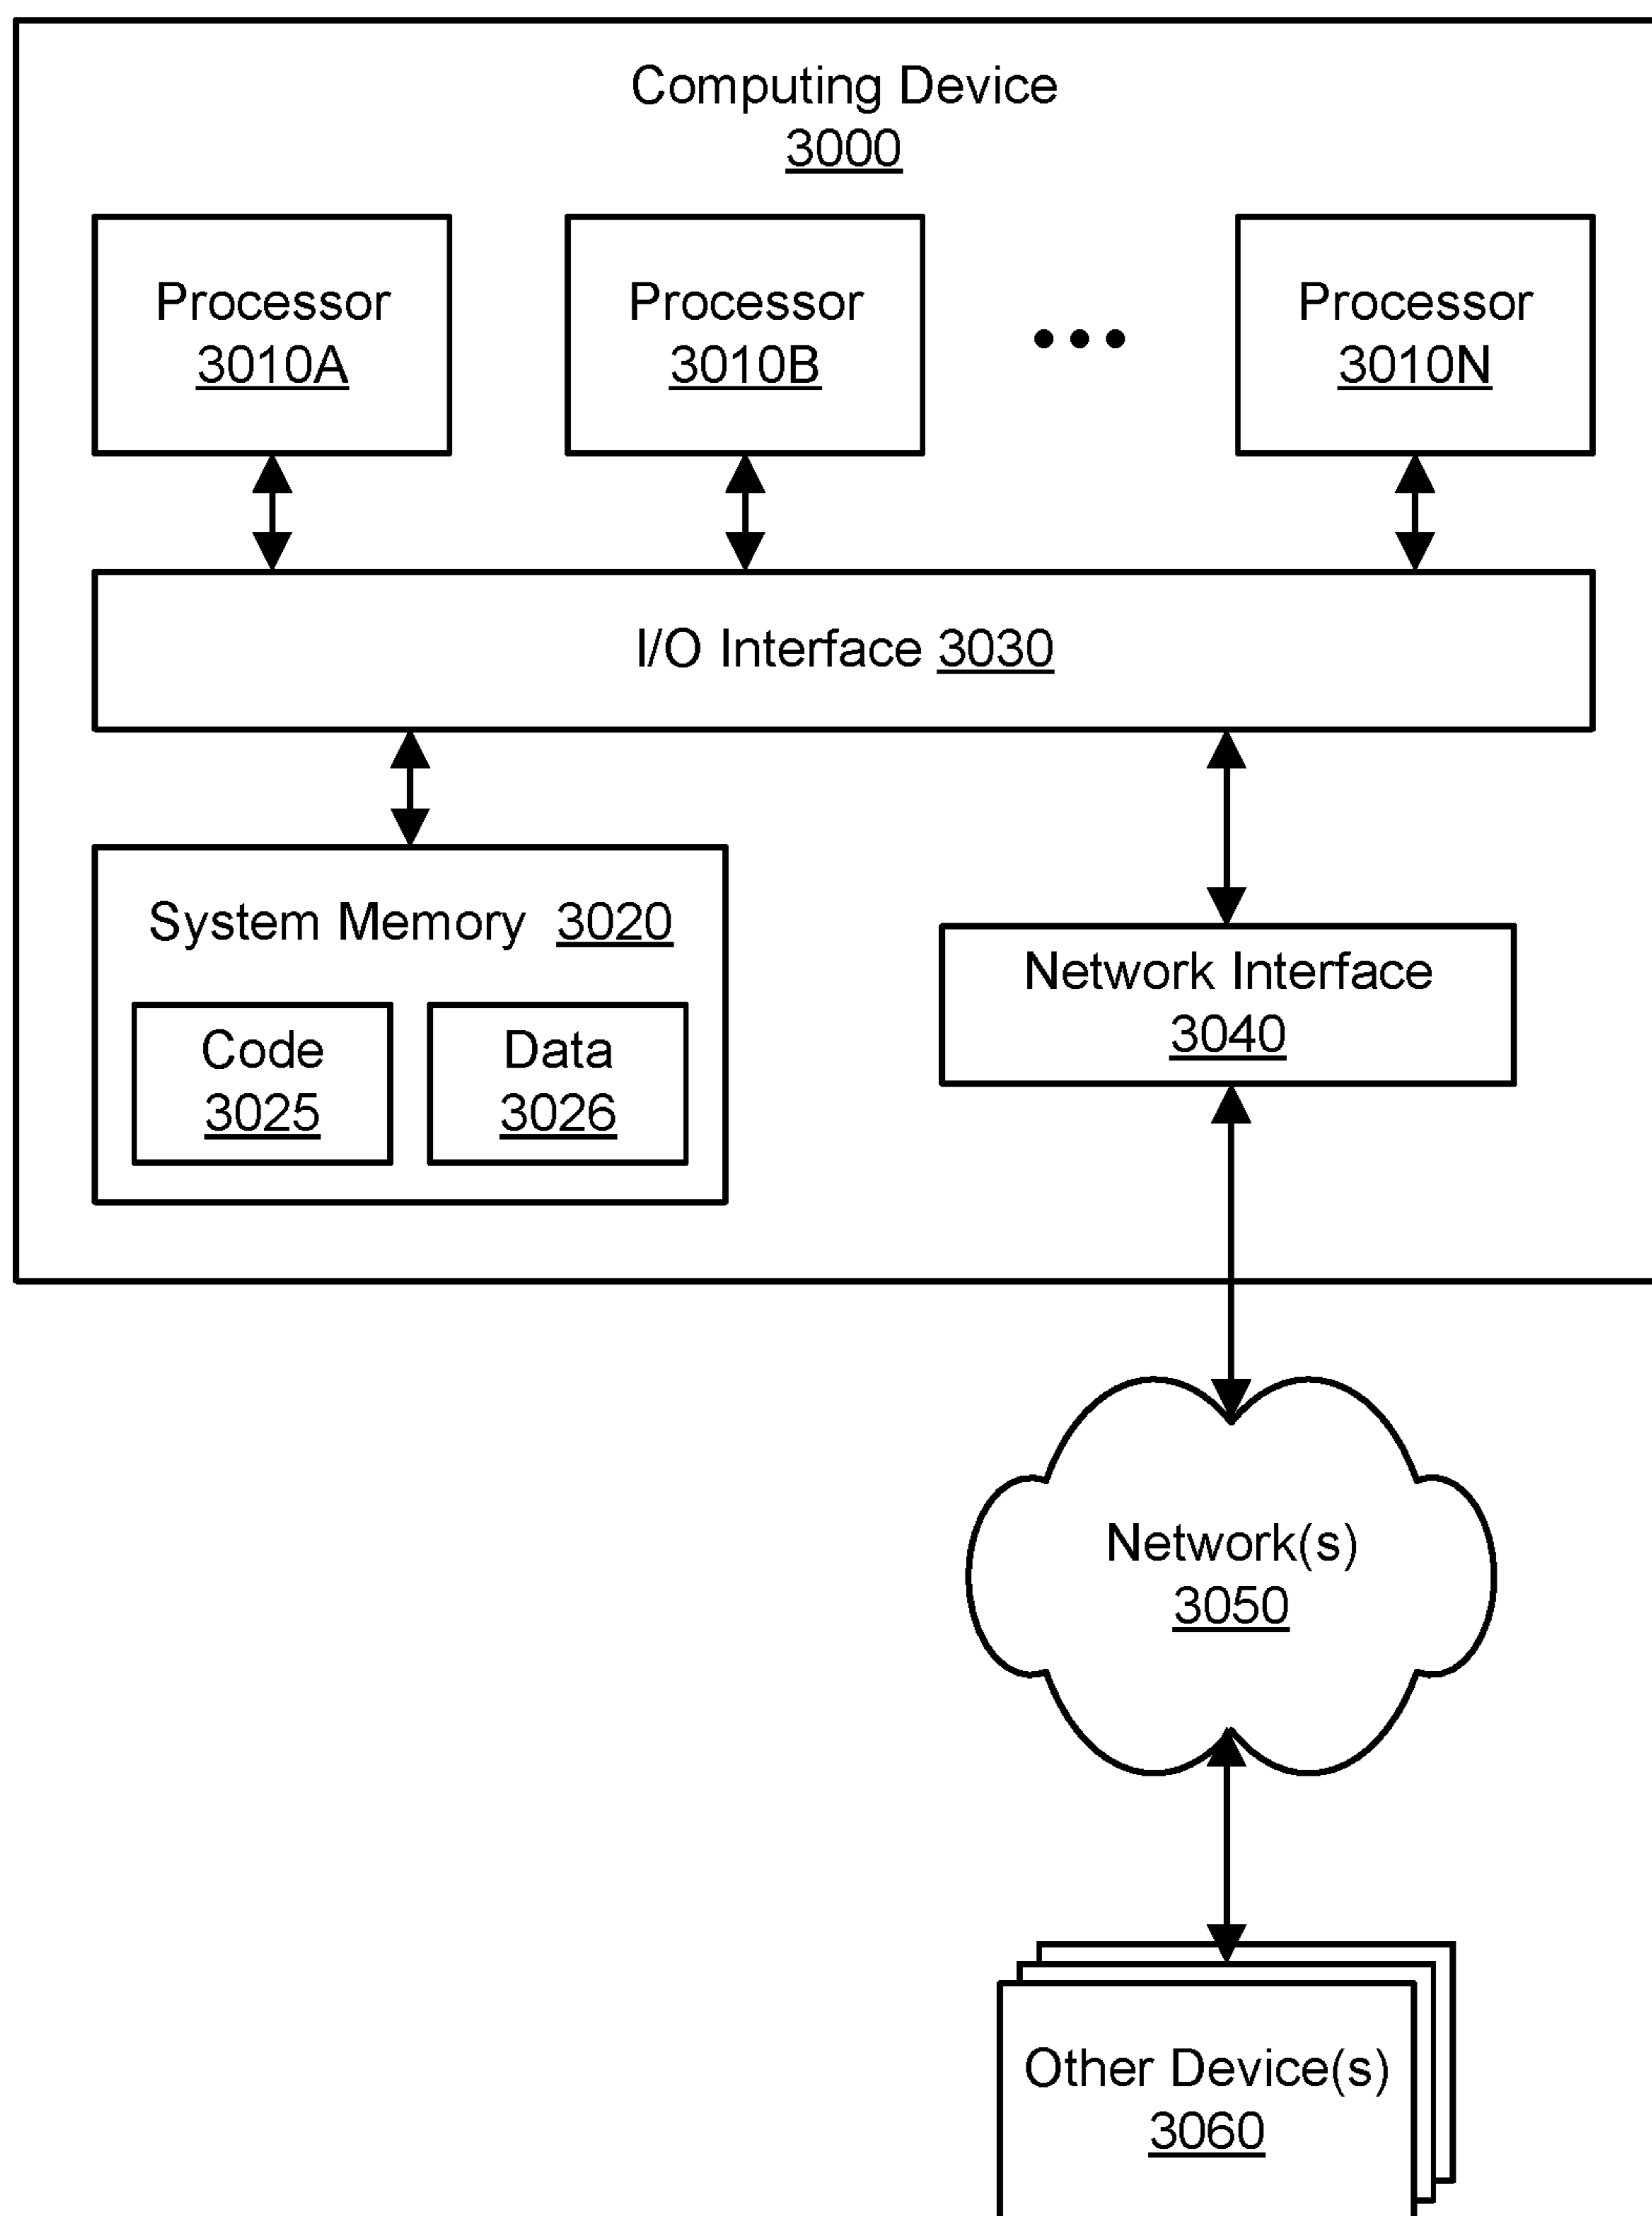 Computing Device
3000
Processor
3010A
Processor
3010B
Processor
3010N
I/O Interface 3030
System Memory 3020
Code
3025
Data
3026
Network Interface
3040
Network(s)
3050
Other Device(s)
3060